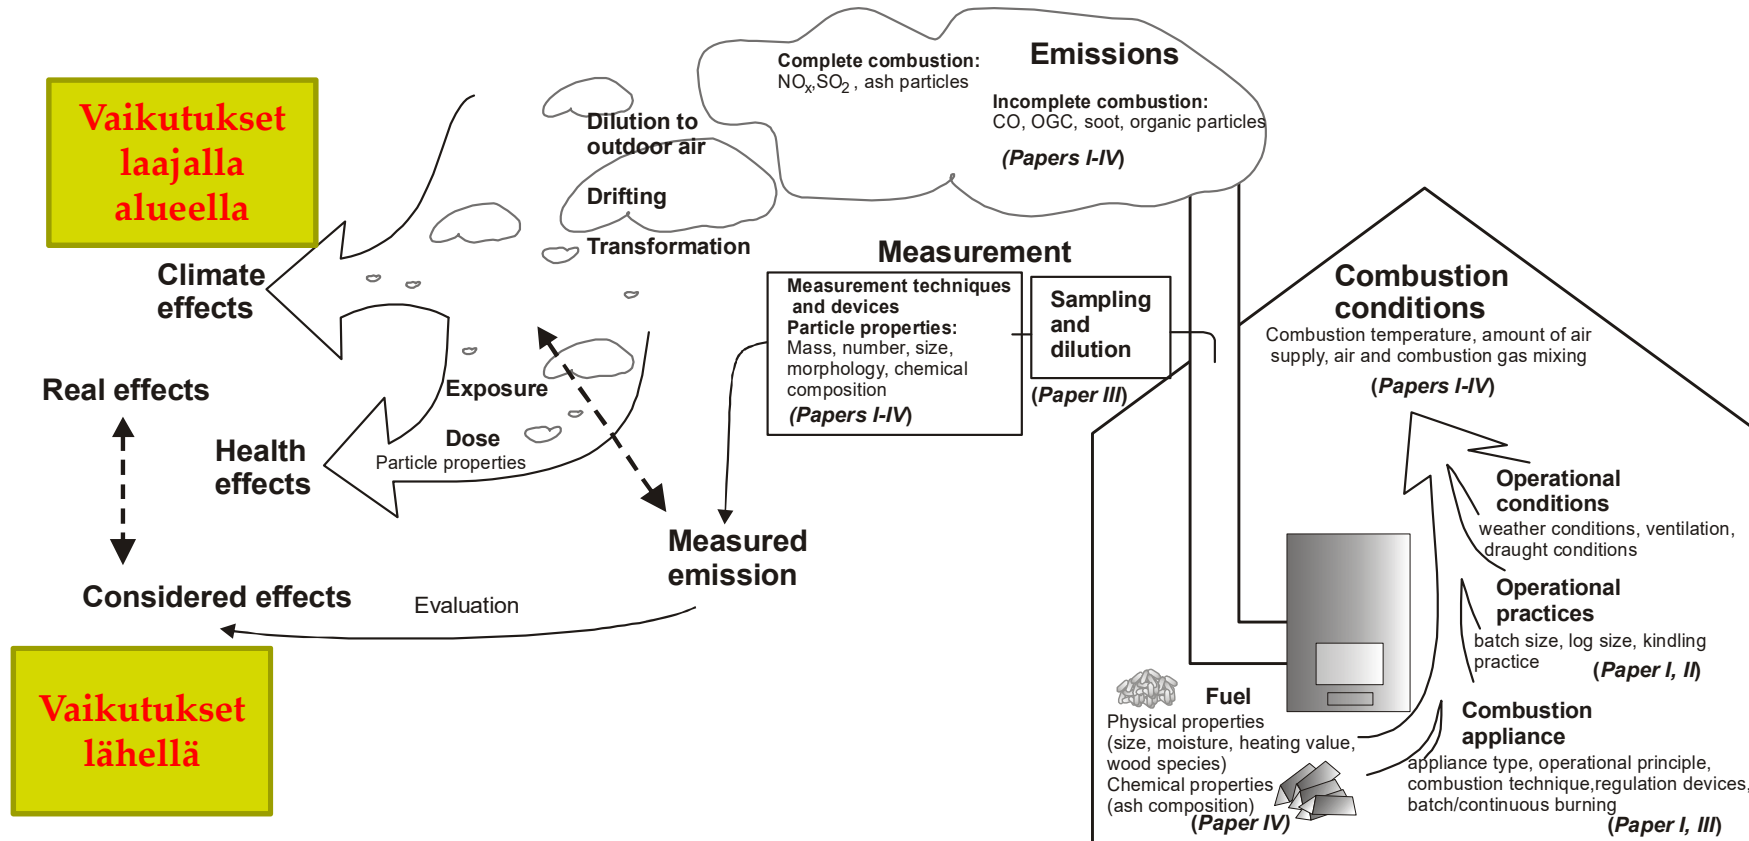 Vaikutukset
laajalla
alueella
Complete combustion:
NOx,SO2 , ash particles
Emissions
Incomplete combustion:
CO, OGC, soot, organic particles
(Papers I-IV)
Dilution to
outdoor air
Drifting
Transformation
Climate
effects
Measurement
Measurement techniques
and devices
Particle properties:
Mass, number, size,
morphology, chemical
composition
(Papers I-IV)
Sampling
and
dilution
(Paper III)
Combustion
conditions
Combustion temperature, amount of air
supply, air and combustion gas mixing
(Papers I-IV)
Real effects
Exposure
Health
effects
Dose
Particle properties
Measured
emission
Considered effects
Evaluation
Operational
conditions
weather conditions, ventilation,
draught conditions
Operational
practices
batch size, log size, kindling
practice
(Paper I, II)
Vaikutukset
lähellä
Fuel
Physical properties
(size, moisture, heating value,
wood species)
Chemical properties
(ash composition)
(Paper IV)
Combustion
appliance
appliance type, operational principle,
combustion technique,regulation devices,
batch/continuous burning
(Paper I, III)